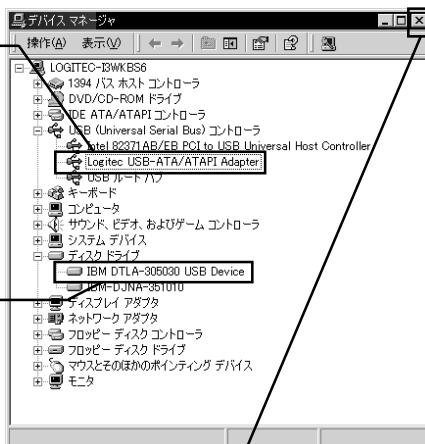 デバイス マネージャ
操作(A) 表示(V)
LOGITEC-I3WKBS6
1394 バス ホスト コントローラ
DVD/CD-ROM ドライブ
IDE ATA/ATAPI コントローラ
USB (Universal Serial Bus) コントローラ
Intel 82371AB/EB PCI to USB Universal Host Controller
Logitec USB-ATA/ATAPI Adapter
USB ルート ハブ
キーボード
コンピュータ
サウンド、ビデオ、およびゲーム コントローラ
システム デバイス
ディスク ドライブ
IBM DTLA-305030 USB Device
IBM-DJNA-351010
ディスプレイ アダプタ
ネットワーク アダプタ
フロッピー ディスク コントローラ
フロッピー ディスク ドライブ
マウスとそのほかのポインティング デバイス
モニタ